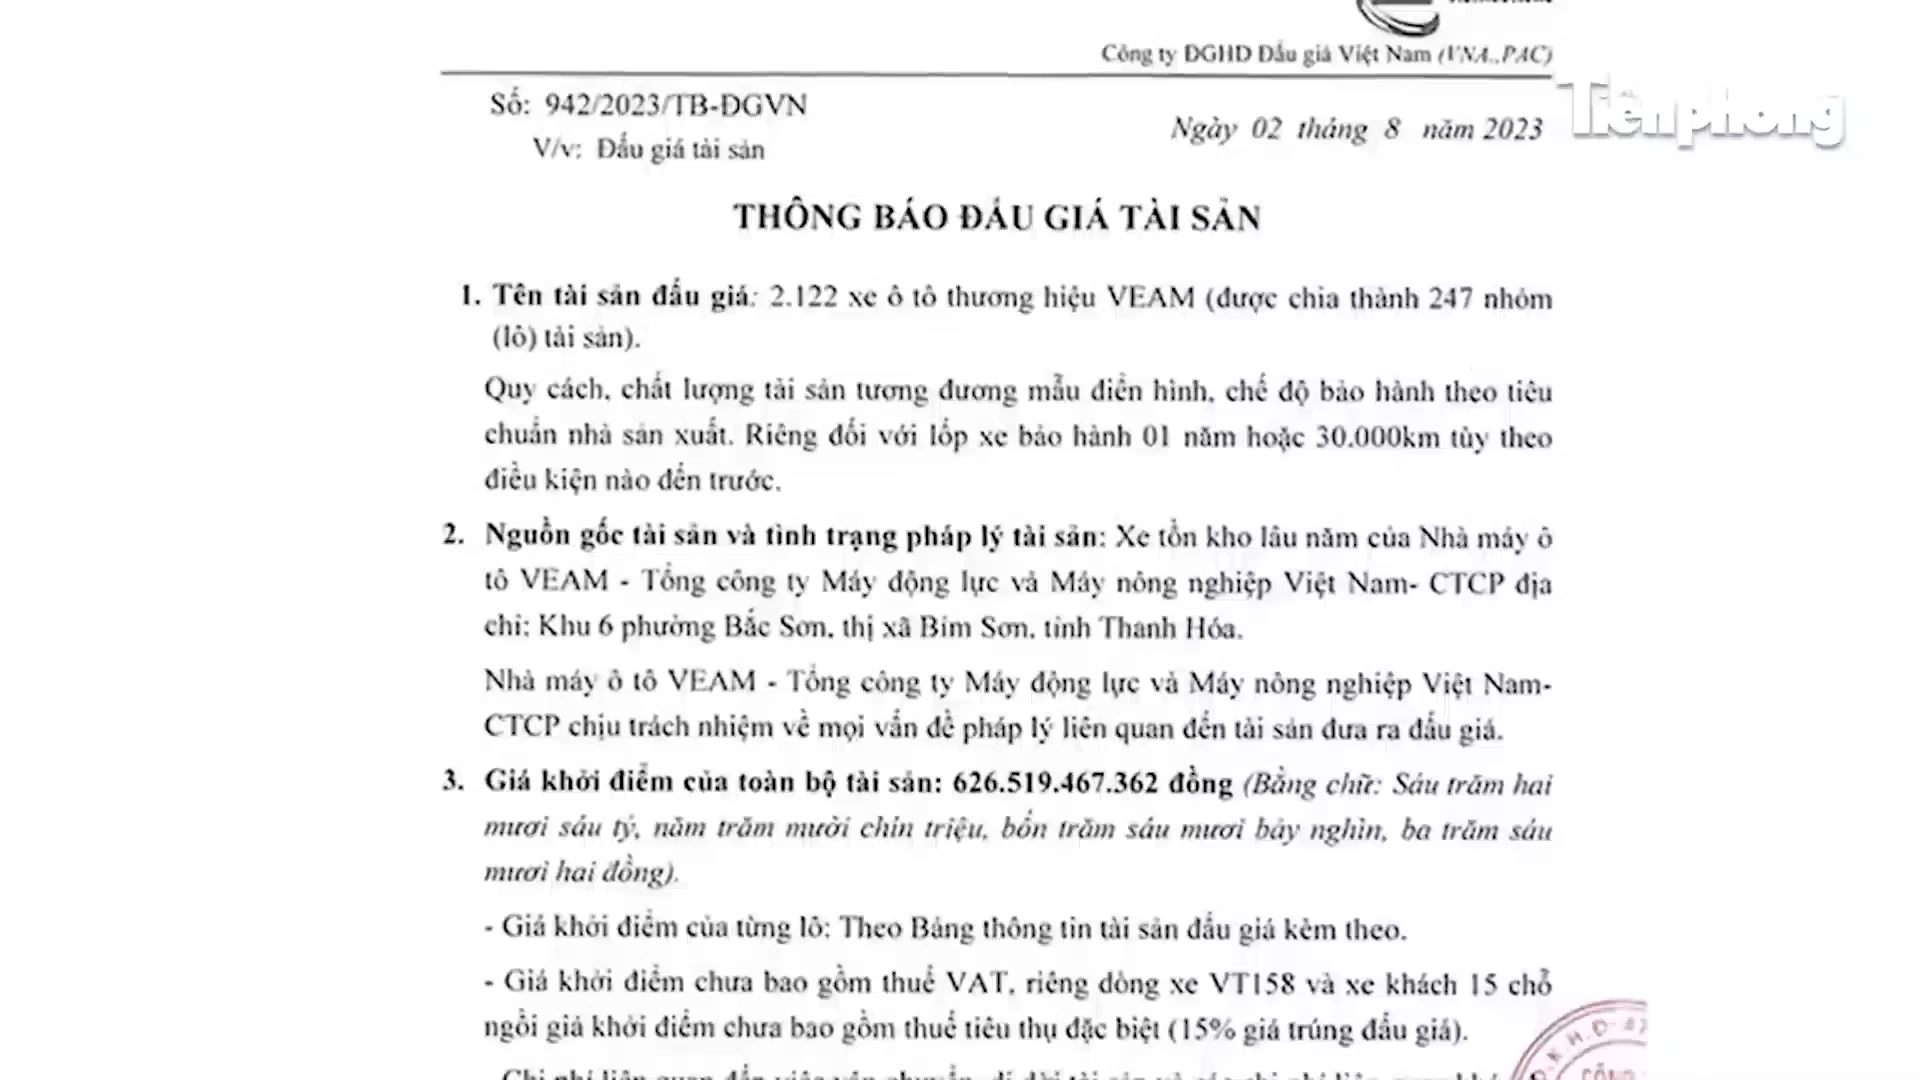 Công ty ĐGHD Đấu giá Việt Nam (VNA.,PAC)
Tiền phong
Số: 942/2023/TB-ĐGVN
Ngày 02 tháng 8 năm 2023
V/v: Đấu giá tài sản
THÔNG BÁO ĐẤU GIÁ TÀI SẢN
1. Tên tài sản đấu giá: 2.122 xe ô tô thương hiệu VEAM (được chia thành 247 nhóm
(lô) tài sản).
Quy cách, chất lượng tài sản tương đương mẫu điển hình, chế độ bảo hành theo tiêu
chuẩn nhà sản xuất. Riêng đối với lốp xe bảo hành 01 năm hoặc 30.000km tùy theo
điều kiện nào đến trước.
2. Nguồn gốc tài sản và tình trạng pháp lý tài sản: Xe tồn kho lâu năm của Nhà máy ô
tô VEAM - Tổng công ty Máy động lực và Máy nông nghiệp Việt Nam- CTCP địa
chỉ: Khu 6 phường Bắc Sơn, thị xã Bỉm Sơn, tỉnh Thanh Hóa.
Nhà máy ô tô VEAM - Tổng công ty Máy động lực và Máy nông nghiệp Việt Nam-
CTCP chịu trách nhiệm về mọi vấn đề pháp lý liên quan đến tài sản đưa ra đấu giá.
3. Giá khởi điểm của toàn bộ tài sản: 626.519.467.362 đồng (Bằng chữ: Sáu trăm hai
mươi sáu tỷ, năm trăm mười chín triệu, bốn trăm sáu mươi bảy nghìn, ba trăm sáu
mươi hai đồng).
- Giá khởi điểm của từng lô: Theo Bảng thông tin tài sản đấu giá kèm theo.
- Giá khởi điểm chưa bao gồm thuế VAT, riêng dòng xe VT158 và xe khách 15 chỗ
ngồi giá khởi điểm chưa bao gồm thuế tiêu thụ đặc biệt (15% giá trúng đấu giá).